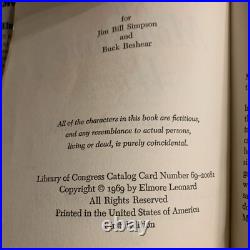 for
Jim Bill Simpson
and
Buck Beshear
All of the characters in this book are fictitious,
and any resemblance to actual persons,
living or dead, is purely coincidental.
Library of Congress Catalog Card Number 69-20081
Copyright © 1969 by Elmore Leonard
All Rights Reserved
Printed in the United States of America